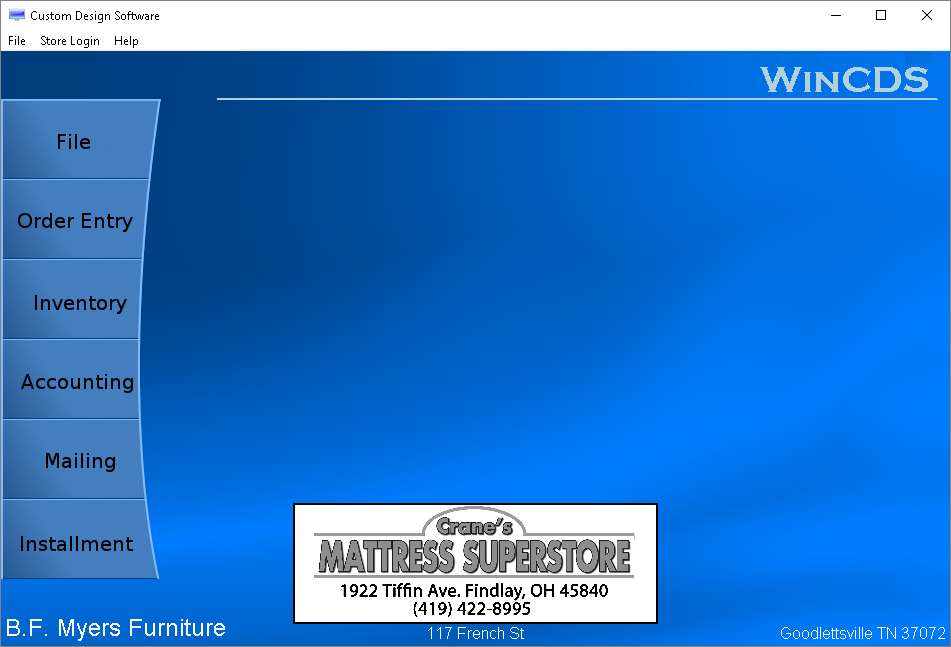 Custom Design Software
File Store Login Help
WinCDS
File
Order Entry
Inventory
Accounting
Mailing
Installment
Crane's
MATTRESS SUPERSTORE
1922 Tiffin Ave. Findlay, OH 45840
(419) 422-8995
B.F. Myers Furniture
117 French St
Goodlettsville TN 37072